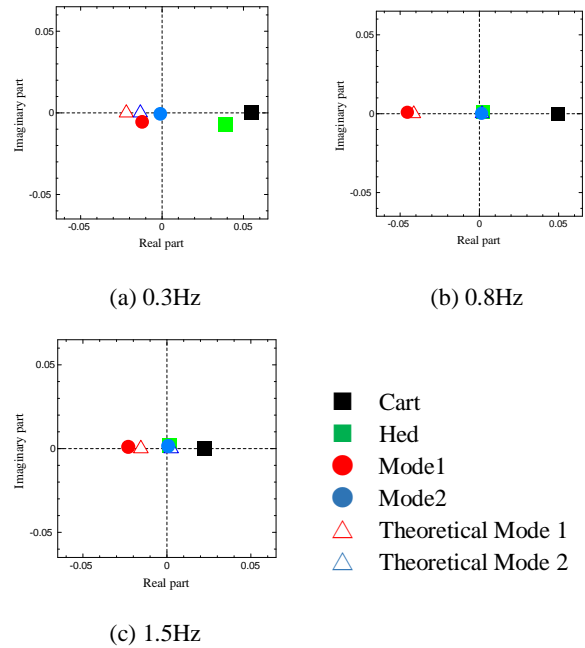 0.05
0
-0.05
Imaginary part
-0.05
0
0.05
Real part
(a) 0.3Hz
0.05
0
-0.05
Imaginary part
-0.05
0
0.05
Real part
(b) 0.8Hz
0.05
0
-0.05
Imaginary part
-0.05
0
0.05
Real part
(c) 1.5Hz
Cart
Hed
Mode1
Mode2
Theoretical Mode 1
Theoretical Mode 2